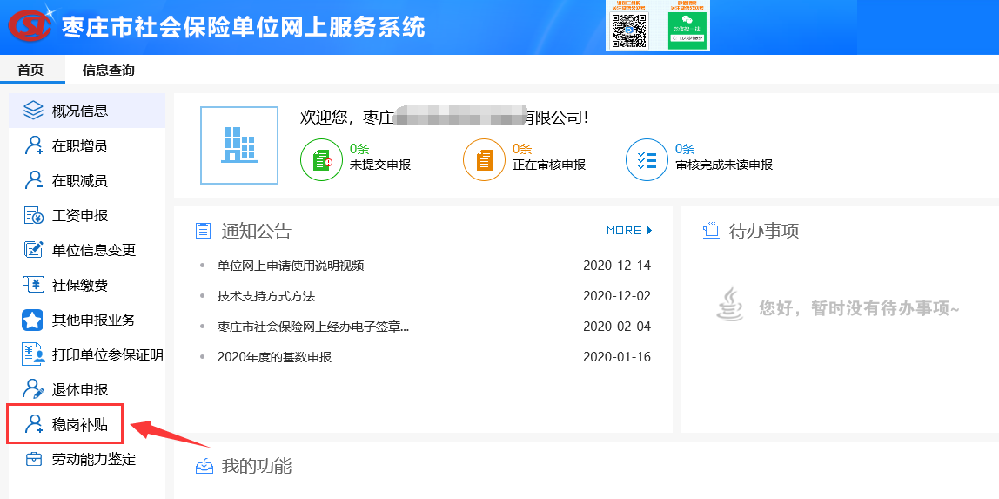 枣庄市社会保险单位网上服务系统
首页
信息查询
概况信息
在职增员
在职减员
工资申报
单位信息变更
社保缴费
其他申报业务
打印单位参保证明
退休申报
稳岗补贴
劳动能力鉴定
欢迎您，枣庄
有限公司！
0条
未提交申报
0条
正在审核申报
0条
审核完成未读申报
通知公告
MORE
单位网上申请使用说明视频 2020-12-14
技术支持方式方法 2020-12-02
枣庄市社会保险网上经办电子签章... 2020-02-04
2020年度的基数申报 2020-01-16
待办事项
您好，暂时没有待办事项~
我的功能